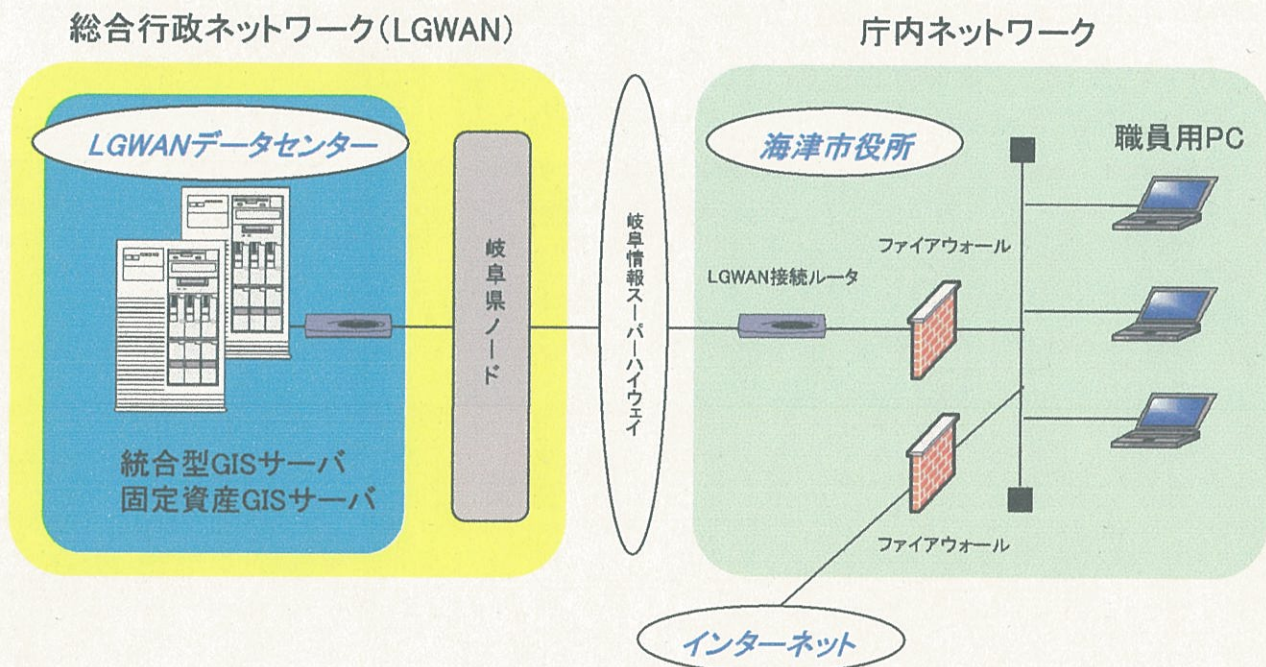 総合行政ネットワーク(LGWAN)
庁内ネットワーク
LGWANデータセンター
海津市役所
職員用PC
岐阜県ノード
岐阜情報スーパーハイウェイ
ファイアウォール
LGWAN接続ルータ
統合型GISサーバ
固定資産GISサーバ
ファイアウォール
インターネット